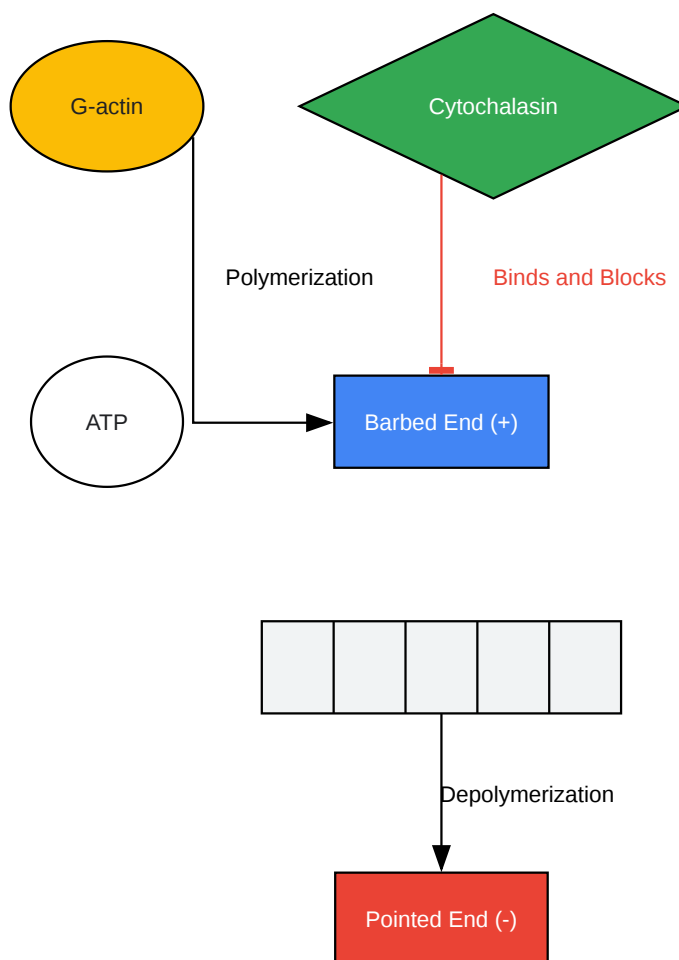 G-actin
Cytochalasin
Polymerization
Binds and Blocks
ATP
Barbed End (+)
Depolymerization
Pointed End (-)